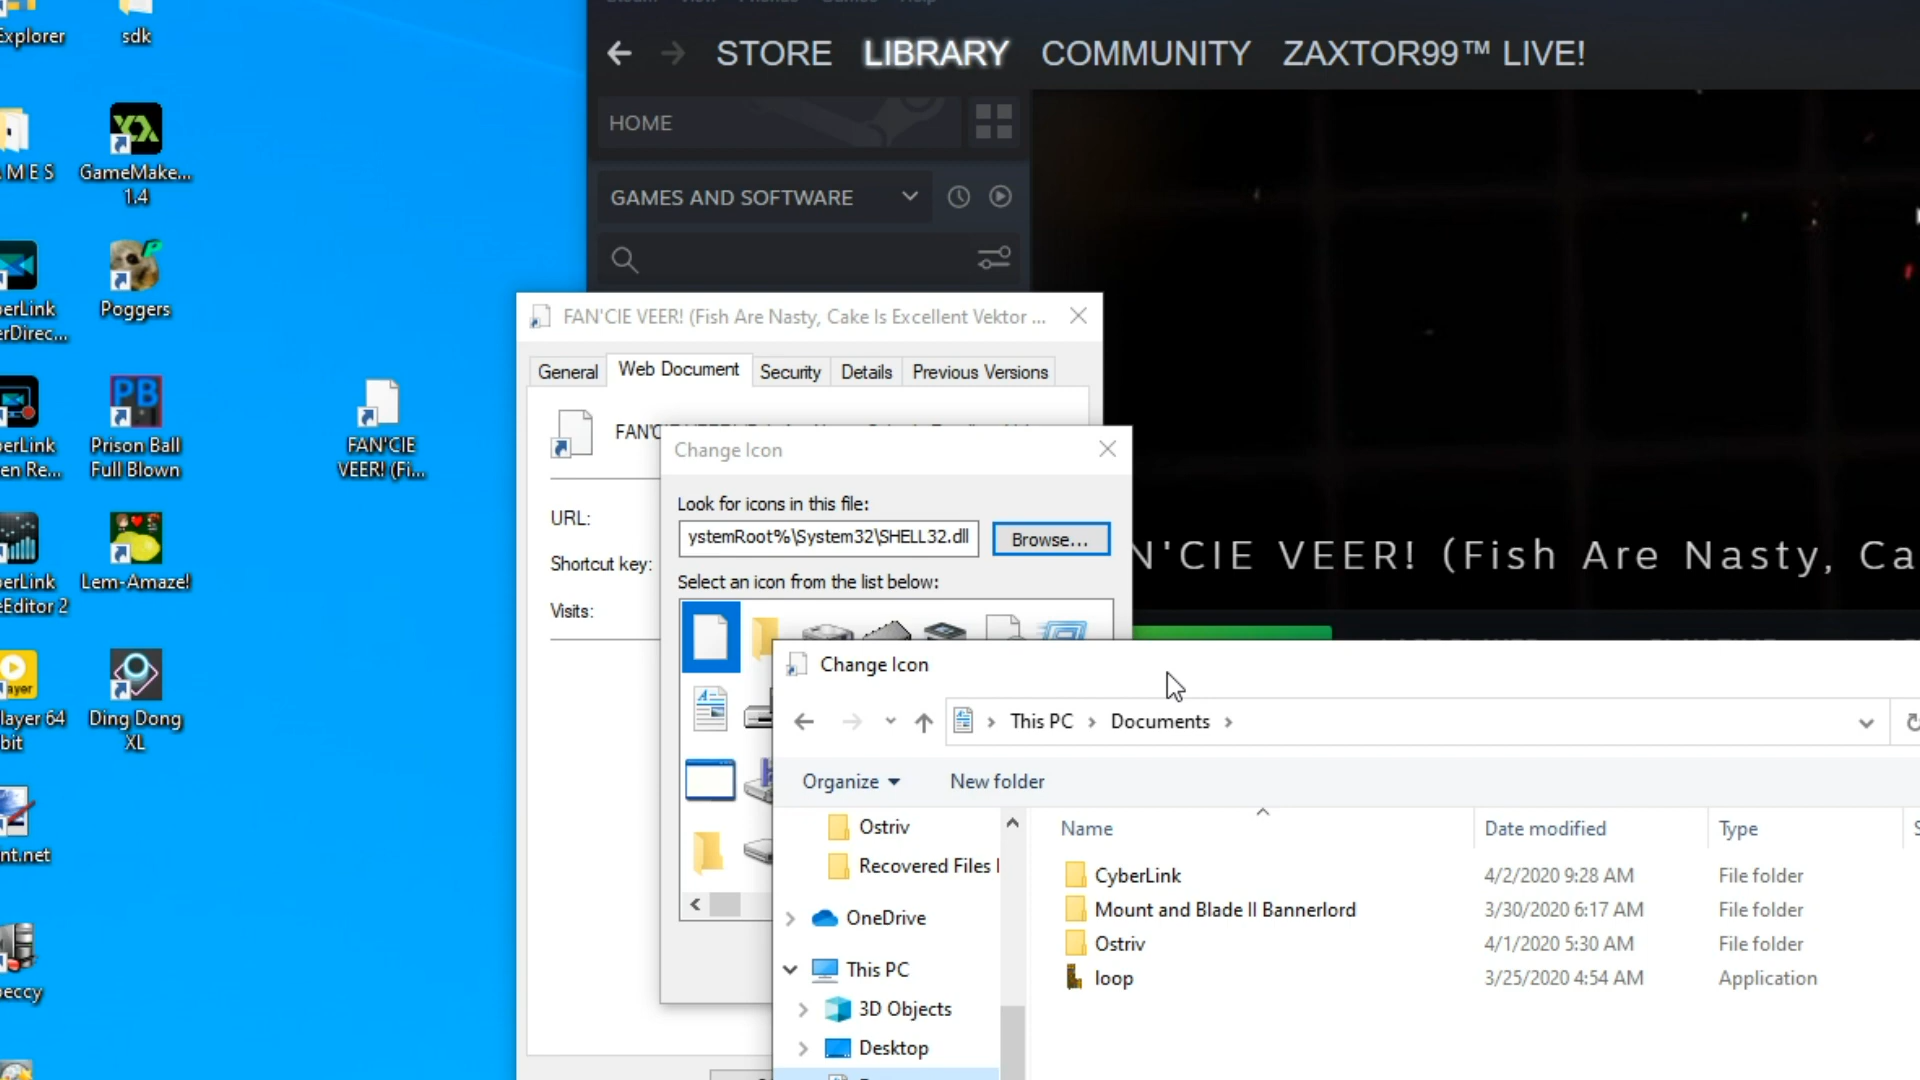 Explorer
sdk
AMES
GameMake...
1.4
erLink
erDirec...
Poggers
erLink
en Re...
Prison Ball
Full Blown
FAN'CIE
VEER! (Fi...
erLink
eEditor 2
Lem-Amaze!
layer 64
bit
Ding Dong
XL
nt.net
peccy
STORE LIBRARY COMMUNITY ZAXTOR99™ LIVE!
HOME
GAMES AND SOFTWARE
N'CIE VEER! (Fish Are Nasty, Ca
FAN'CIE VEER! (Fish Are Nasty, Cake Is Excellent Vektor ...
General Web Document Security Details Previous Versions
URL:
Shortcut key:
Visits:
Change Icon
Look for icons in this file:
ystemRoot%\System32\SHELL32.dll Browse...
Select an icon from the list below:
Change Icon
This PC > Documents >
Organize New folder
Ostriv
Recovered Files
OneDrive
This PC
3D Objects
Desktop
Name Date modified Type
CyberLink 4/2/2020 9:28 AM File folder
Mount and Blade II Bannerlord 3/30/2020 6:17 AM File folder
Ostriv 4/1/2020 5:30 AM File folder
loop 3/25/2020 4:54 AM Application